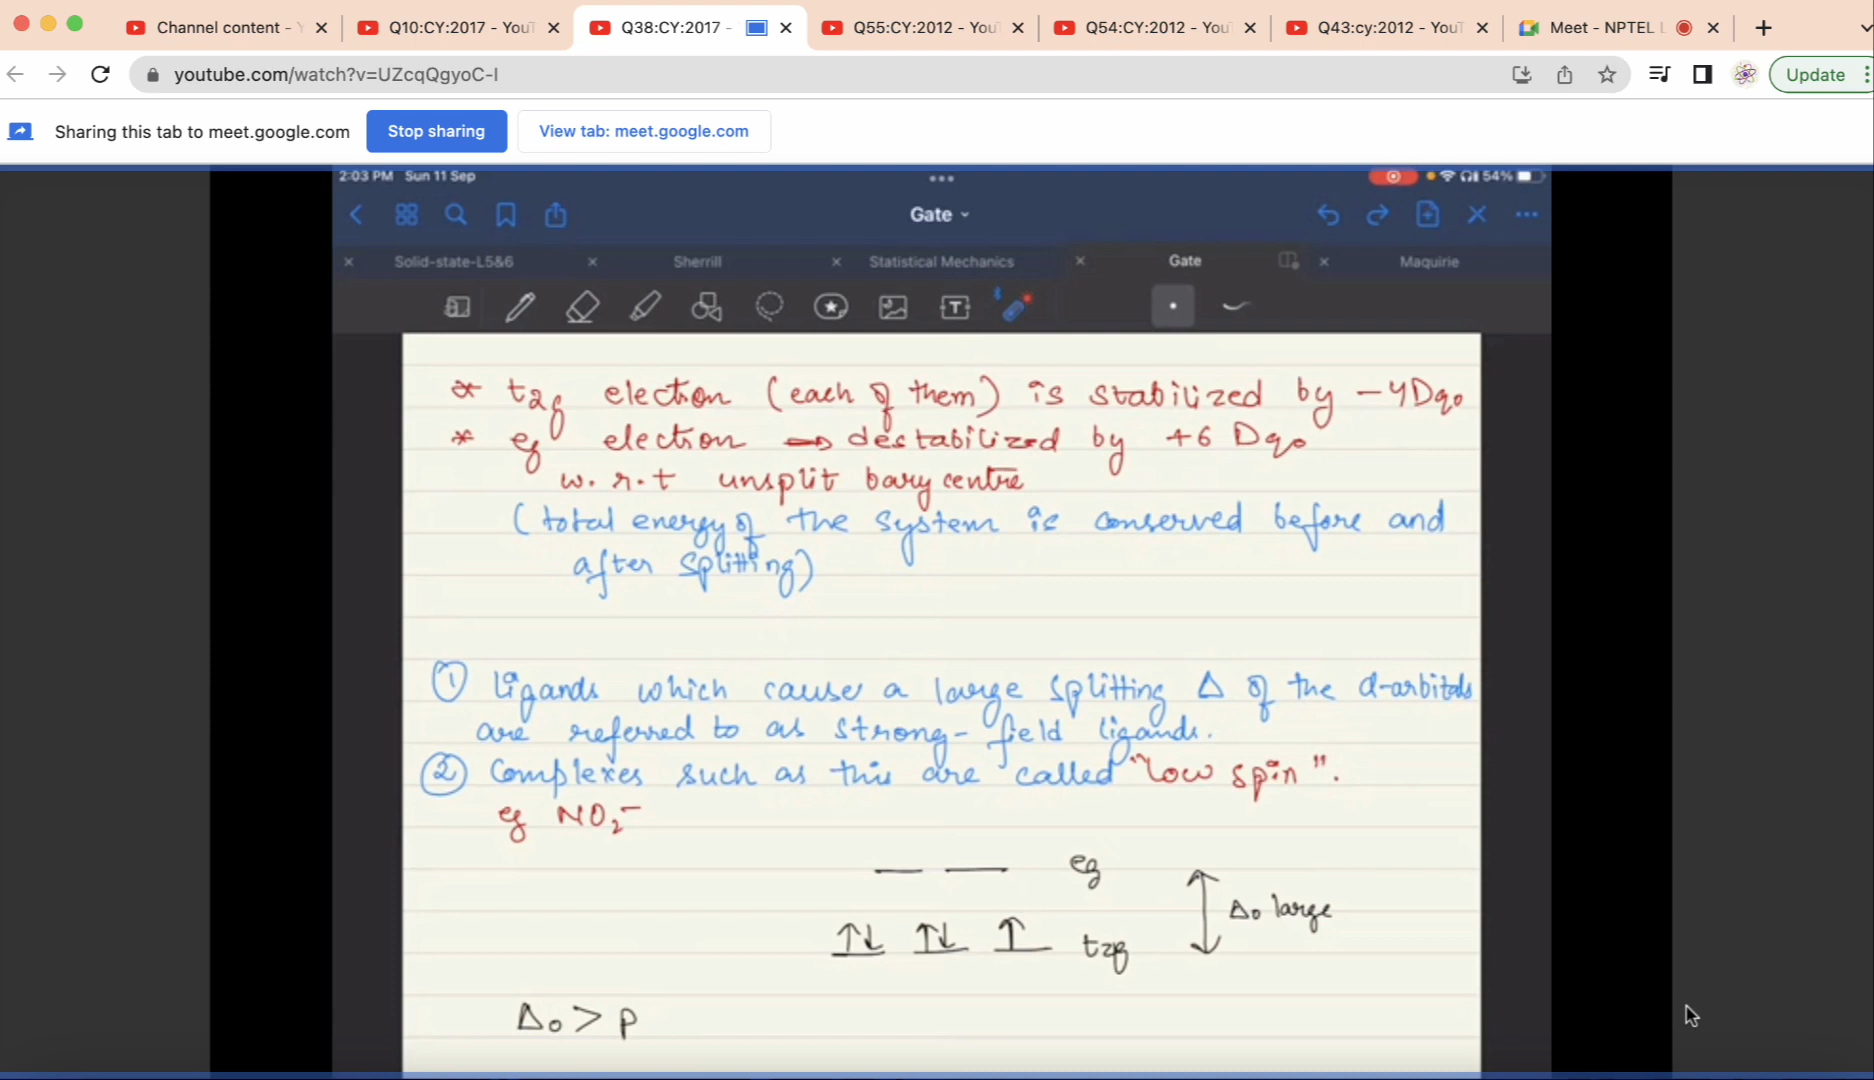 Channel content -
Q10:CY:2017 - YouT
Q38:CY:2017 -
Q55:CY:2012 - YouT
Q54:CY:2012 - YouT
Q43:cy:2012 - YouT
Meet - NPTEL L
youtube.com/watch?v=UZcqQgyoC-I
Update
Sharing this tab to meet.google.com
Stop sharing
View tab: meet.google.com
2:03 PM Sun 11 Sep
54%
Gate
Solid-state-L5&6
Sherrill
Statistical Mechanics
Gate
Maquirie
* t2g election (each of them) is stabilized by -4Dq0
* eg election → destabilized by +6 Dq0
w.r.t unsplit bary centre
(total energy of the system is conserved before and
after splitting)
① Ligands which cause a large splitting Δ of the d-orbitals
are referred to as strong-field ligands.
② Complexes such as this are called "low spin".
eg NO2-
eg
Δ0 large
↑↓ ↑↓ ↑ t2g
Δ0 > p